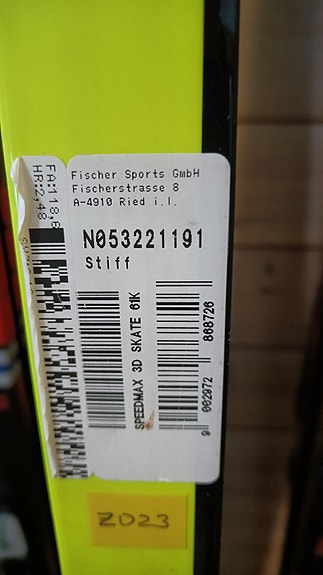 Fischer Sports GmbH
Fischerstrasse 8
A-4910 Ried i.I.
N053221191
Stiff
SPEEDMAX 3D SKATE 61K
9 002972 868726
FA:118,6
HR:2,48
2023